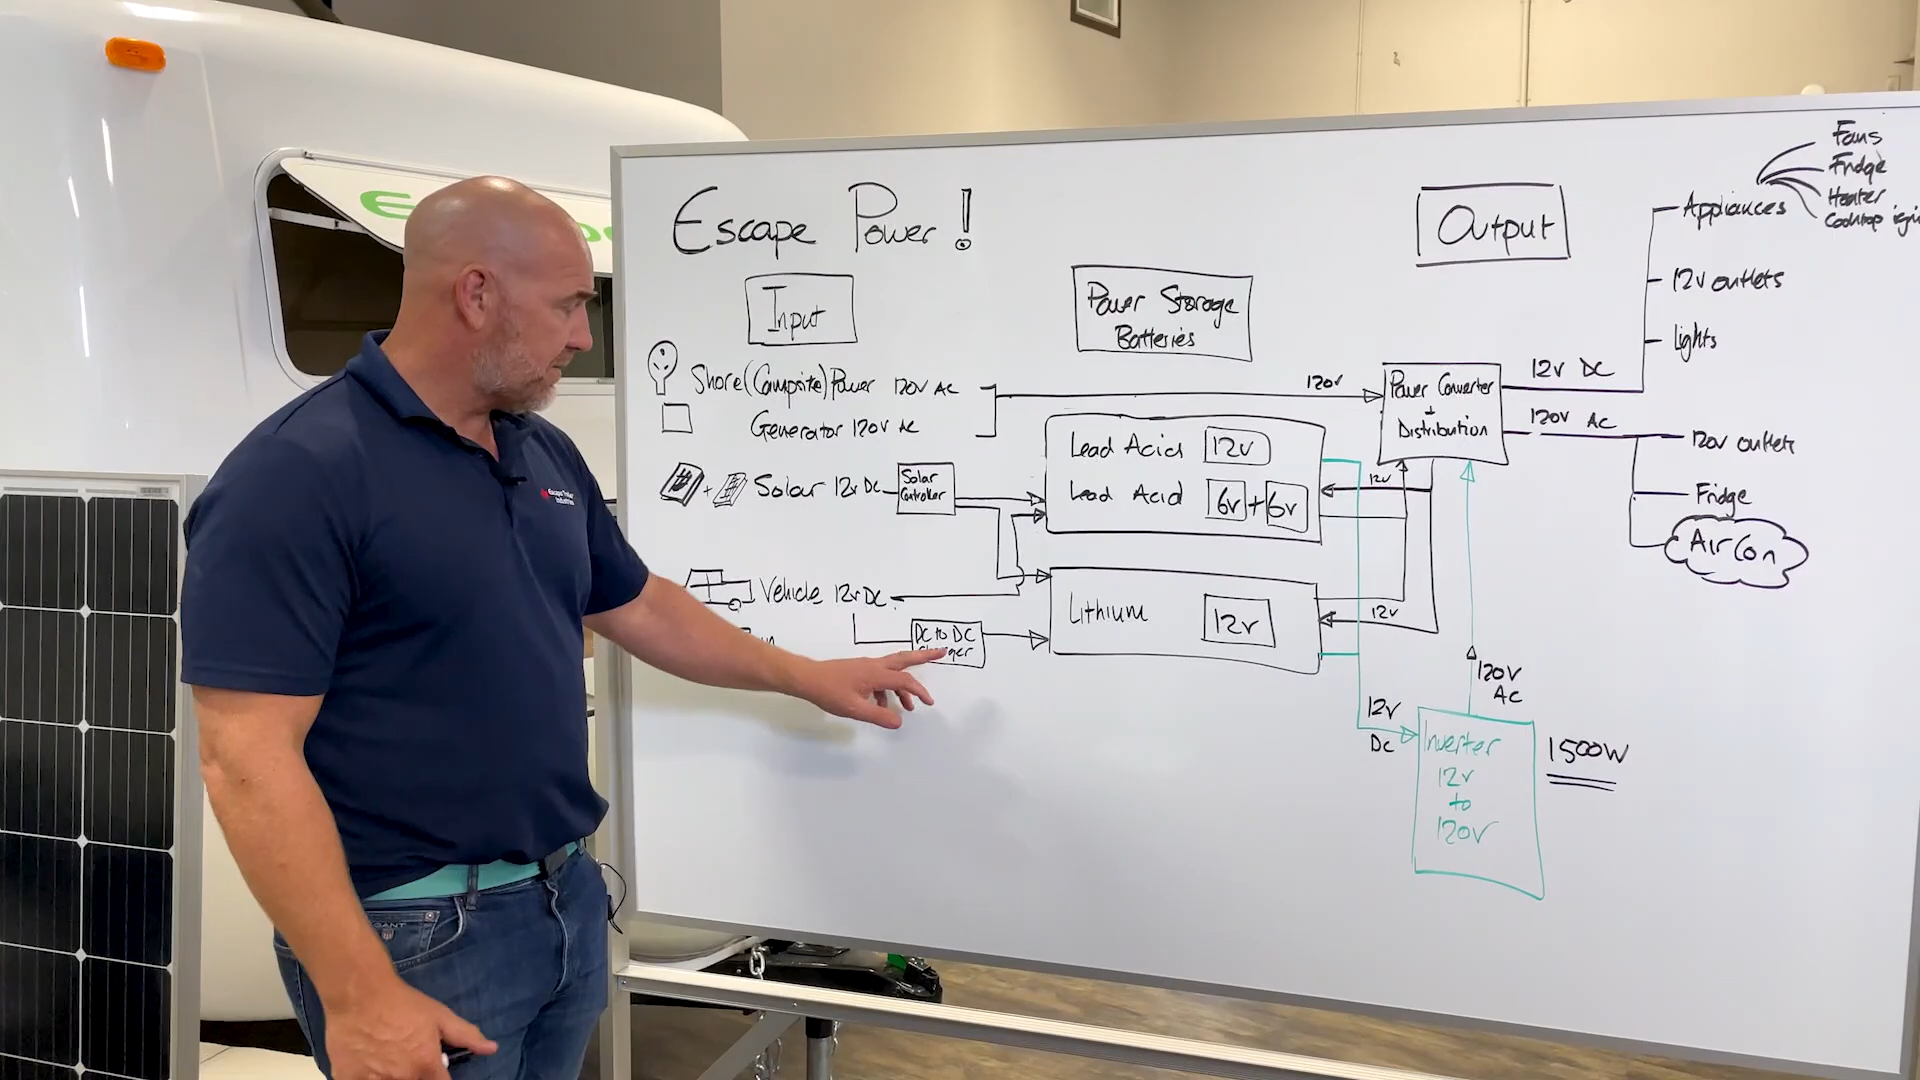 Escape Power!
Input
Shore (Campsite) Power 120v AC
Generator 120v AC
Solar 12v DC
Solar
Controller
Vehicle 12v DC
DC to DC
Power Storage
Batteries
Lead Acid 12v
Lead Acid 6v + 6v
Lithium 12v
Output
120v
Power Converter
+
Distribution
12v
12v
12v DC
120v AC
Appliances
Fans
Fridge
Heater
Cooktop
12v outlets
lights
120v outlets
Fridge
Air Con
120v
AC
12v
DC
Inverter
12v
to
120v
1500W